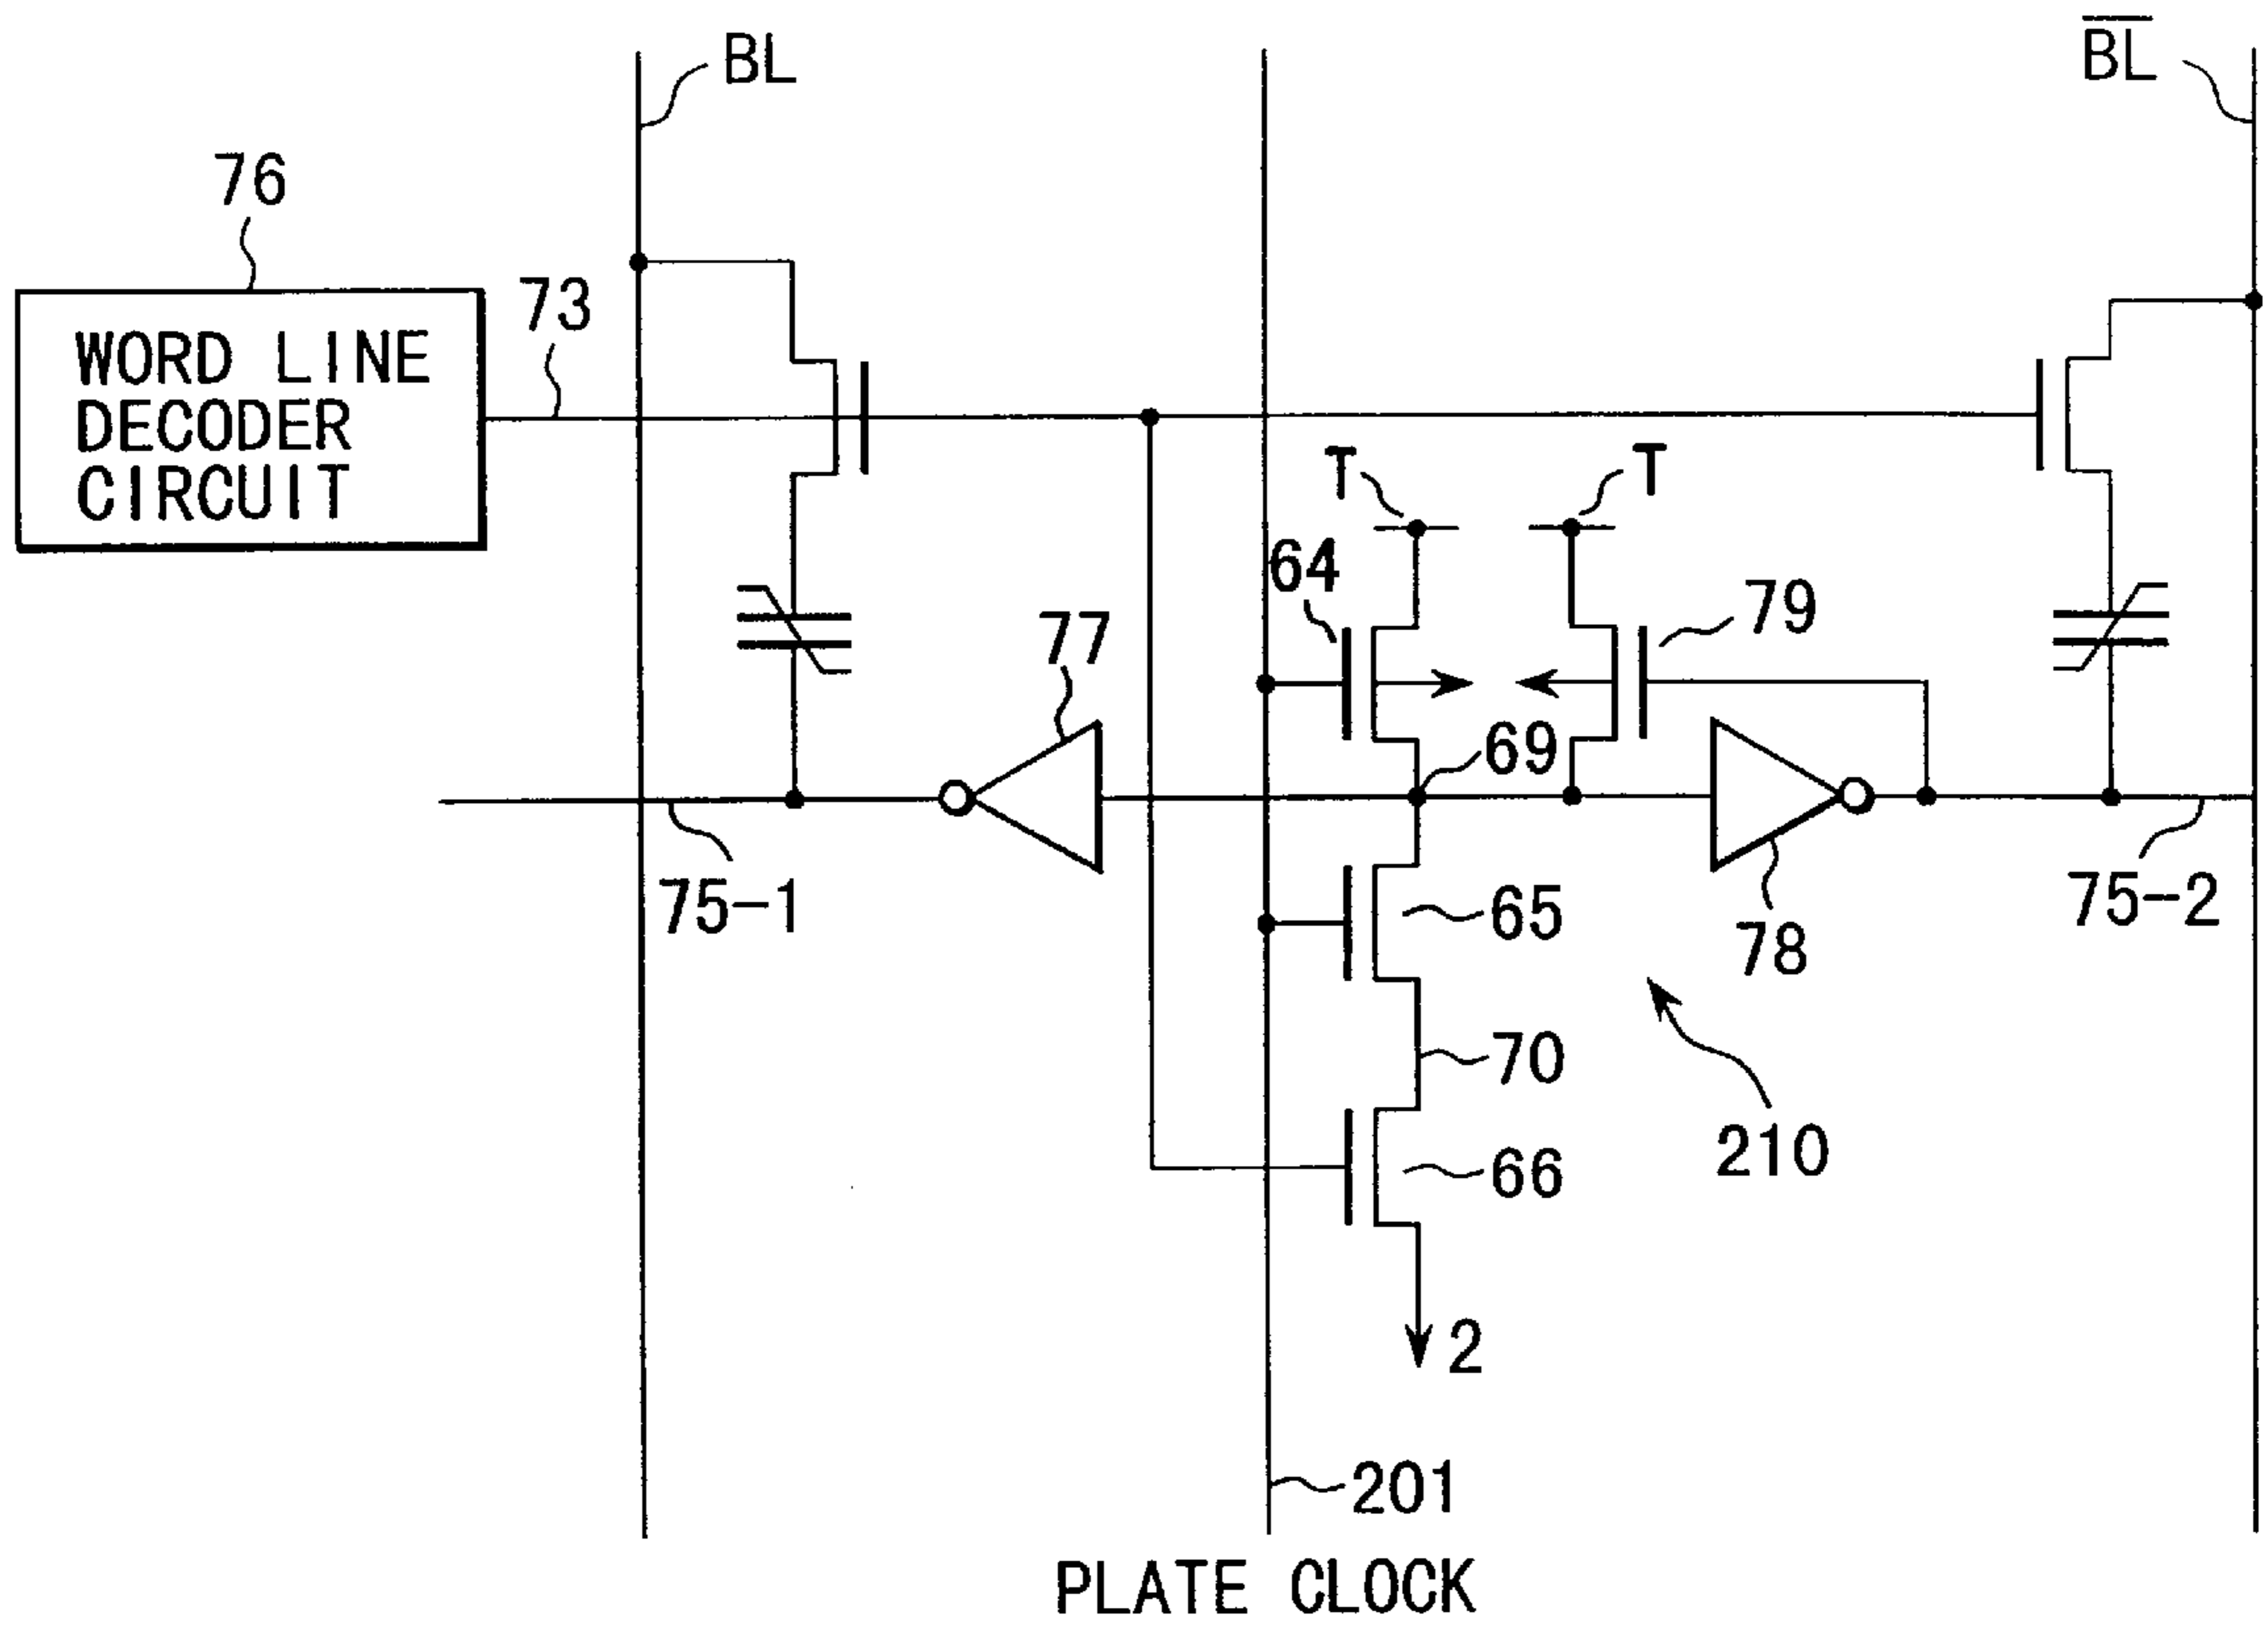 BL
B̅L̅
76
73
WORD LINE
DECODER
CIRCUIT
T
T
64
79
77
69
75-1
65
78
75-2
70
66
210
2
201
PLATE CLOCK